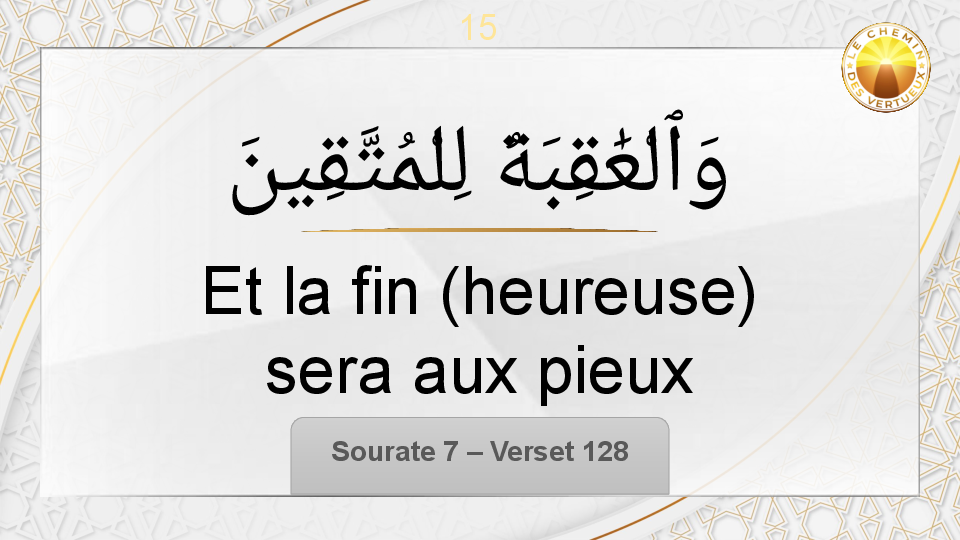 15
LE CHEMIN
DES VERTUEUX
وَٱلْعَٰقِبَةُ لِلْمُتَّقِينَ
Et la fin (heureuse)
sera aux pieux
Sourate 7 – Verset 128